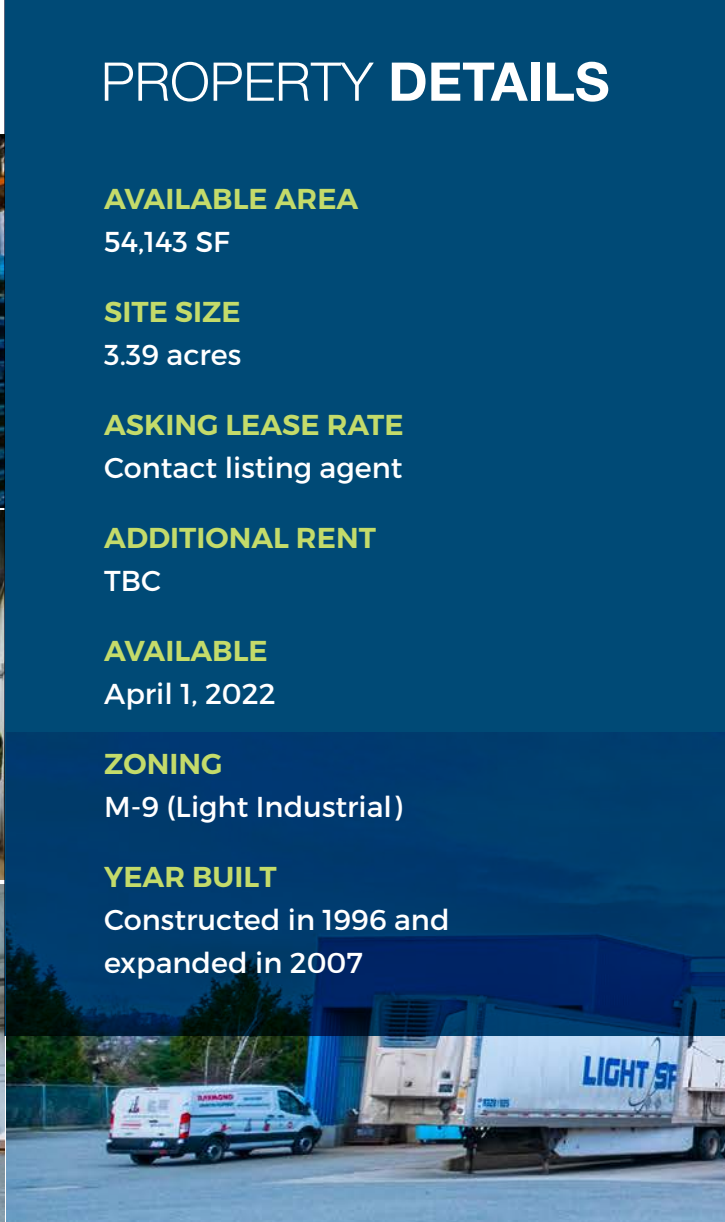 PROPERTY DETAILS
AVAILABLE AREA
54,143 SF
SITE SIZE
3.39 acres
ASKING LEASE RATE
Contact listing agent
ADDITIONAL RENT
TBC
AVAILABLE
April 1, 2022
ZONING
M-9 (Light Industrial)
YEAR BUILT
Constructed in 1996 and
expanded in 2007
LIGHT SP
RAYMOND